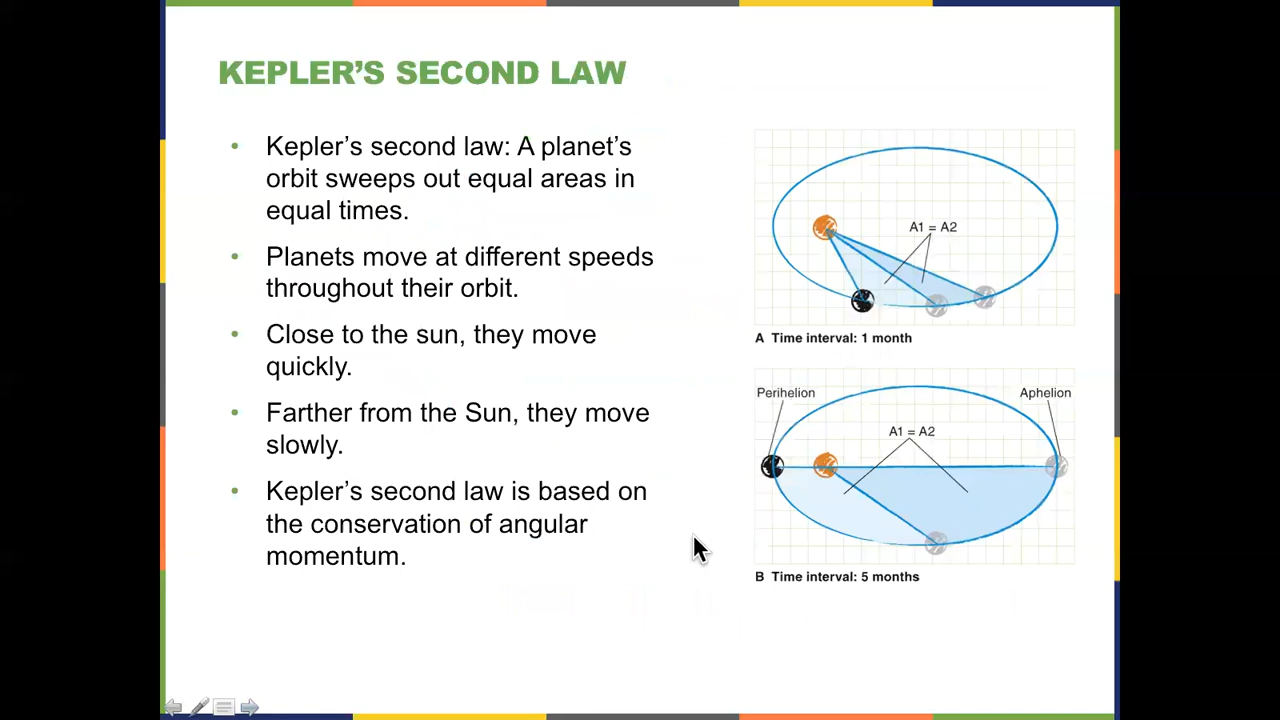 KEPLER’S SECOND LAW
• Kepler’s second law: A planet’s
orbit sweeps out equal areas in
equal times.
• Planets move at different speeds
throughout their orbit.
• Close to the sun, they move
quickly.
• Farther from the Sun, they move
slowly.
• Kepler’s second law is based on
the conservation of angular
momentum.
A1 = A2
A Time interval: 1 month
Perihelion
Aphelion
A1 = A2
B Time interval: 5 months